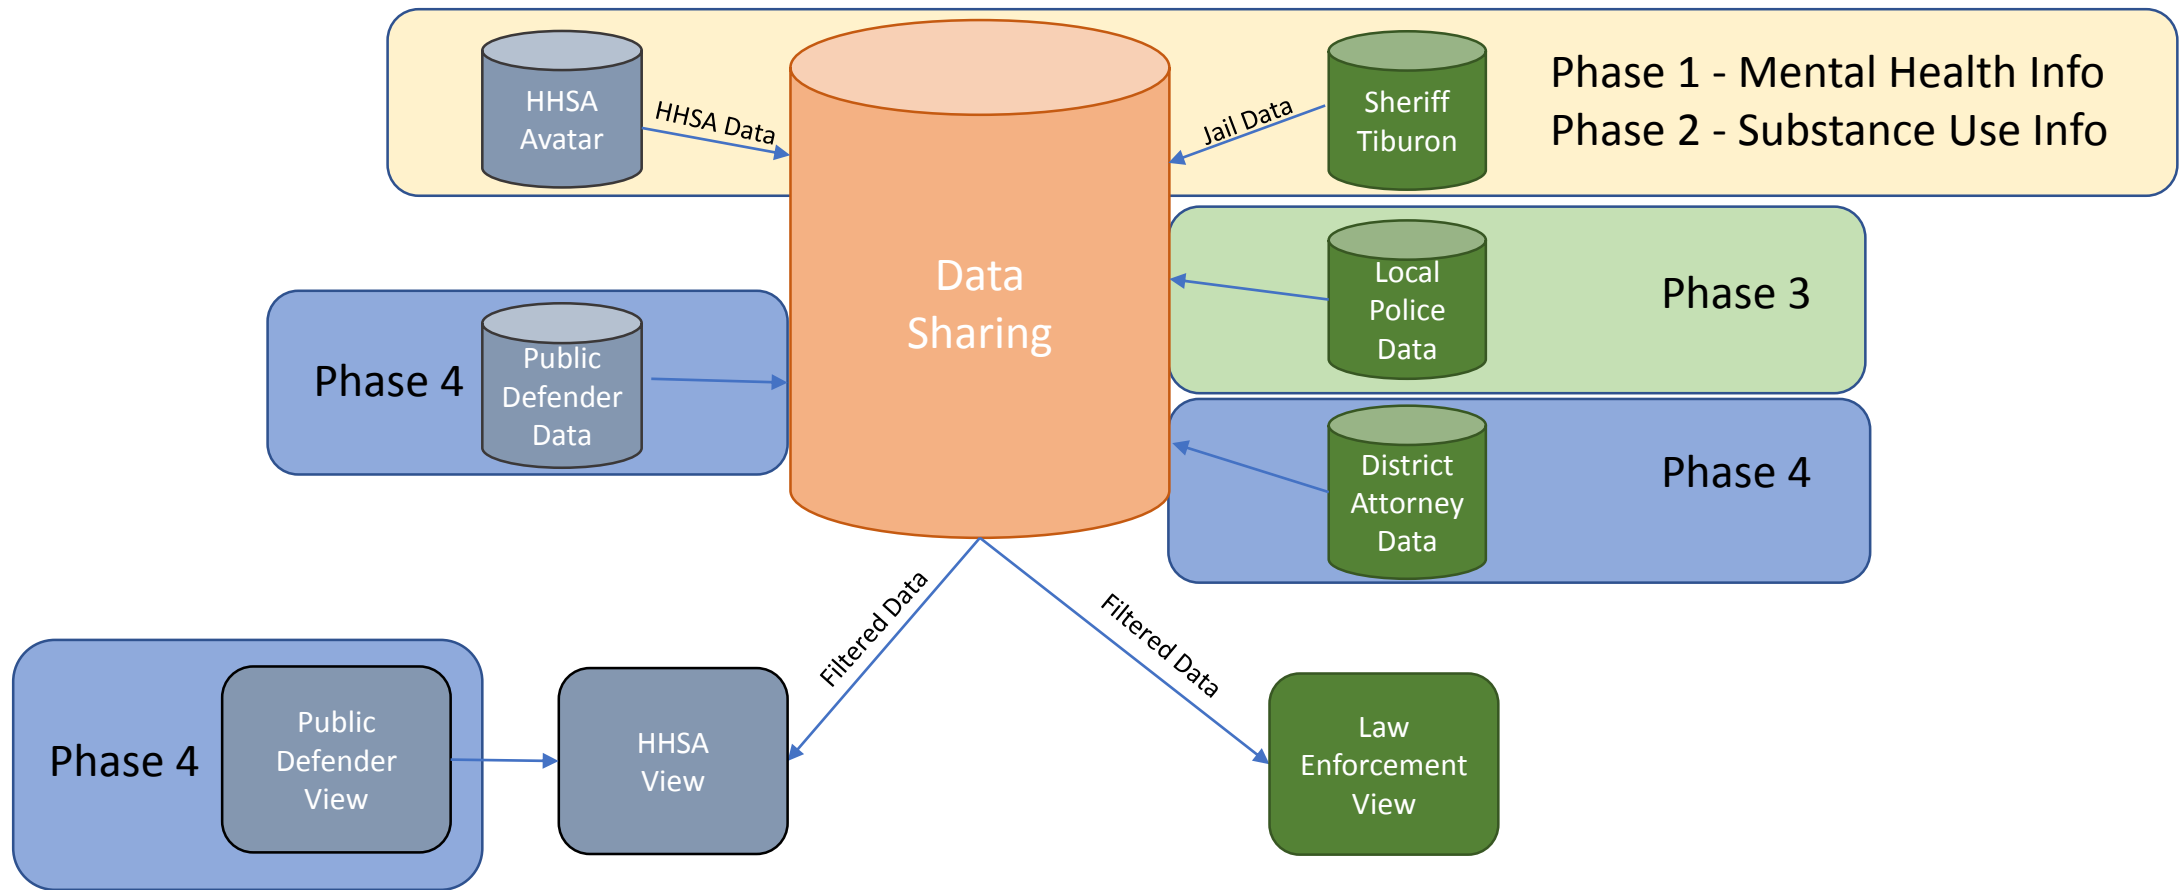 HHSA
Avatar
HHSA Data
Jail Data
Sheriff
Tiburon
Phase 1 - Mental Health Info
Phase 2 - Substance Use Info
Data
Sharing
Local
Police
Data
Phase 3
Phase 4
Public
Defender
Data
District
Attorney
Data
Phase 4
Filtered Data
Filtered Data
Phase 4
Public
Defender
View
HHSA
View
Law
Enforcement
View